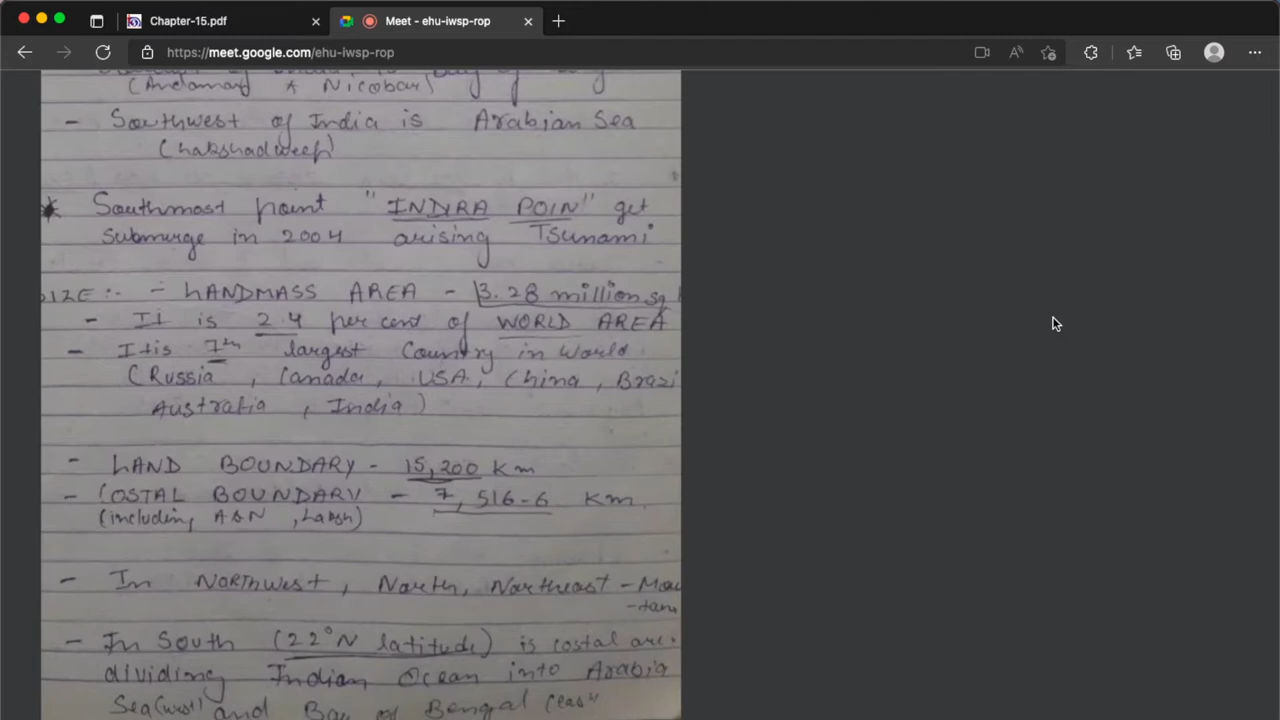 Chapter-15.pdf
Meet - ehu-iwsp-rop
https://meet.google.com/ehu-iwsp-rop
(Andaman & Nicobar)
- Southwest of India is Arabian Sea
(Lakshadweep)
* Southmost point "INDIRA POIN" get
submerge in 2004 arising Tsunami
SIZE :- - LANDMASS AREA - 3.28 million sq
- It is 2.4 per cent of WORLD AREA
- It is 7th largest Country in World
(Russia, Canada, USA, China, Brazi
Australia, India)
- LAND BOUNDARY - 15,200 Km
- COSTAL BOUNDARY - 7,516-6 Km.
(including A&N, Laksh)
- In NORTHWest, North, Northeast - Mou
-tain
- In South (22°N latitude) is costal are
dividing Indian Ocean into Arabia
Sea(west) and Bay of Bengal (eas